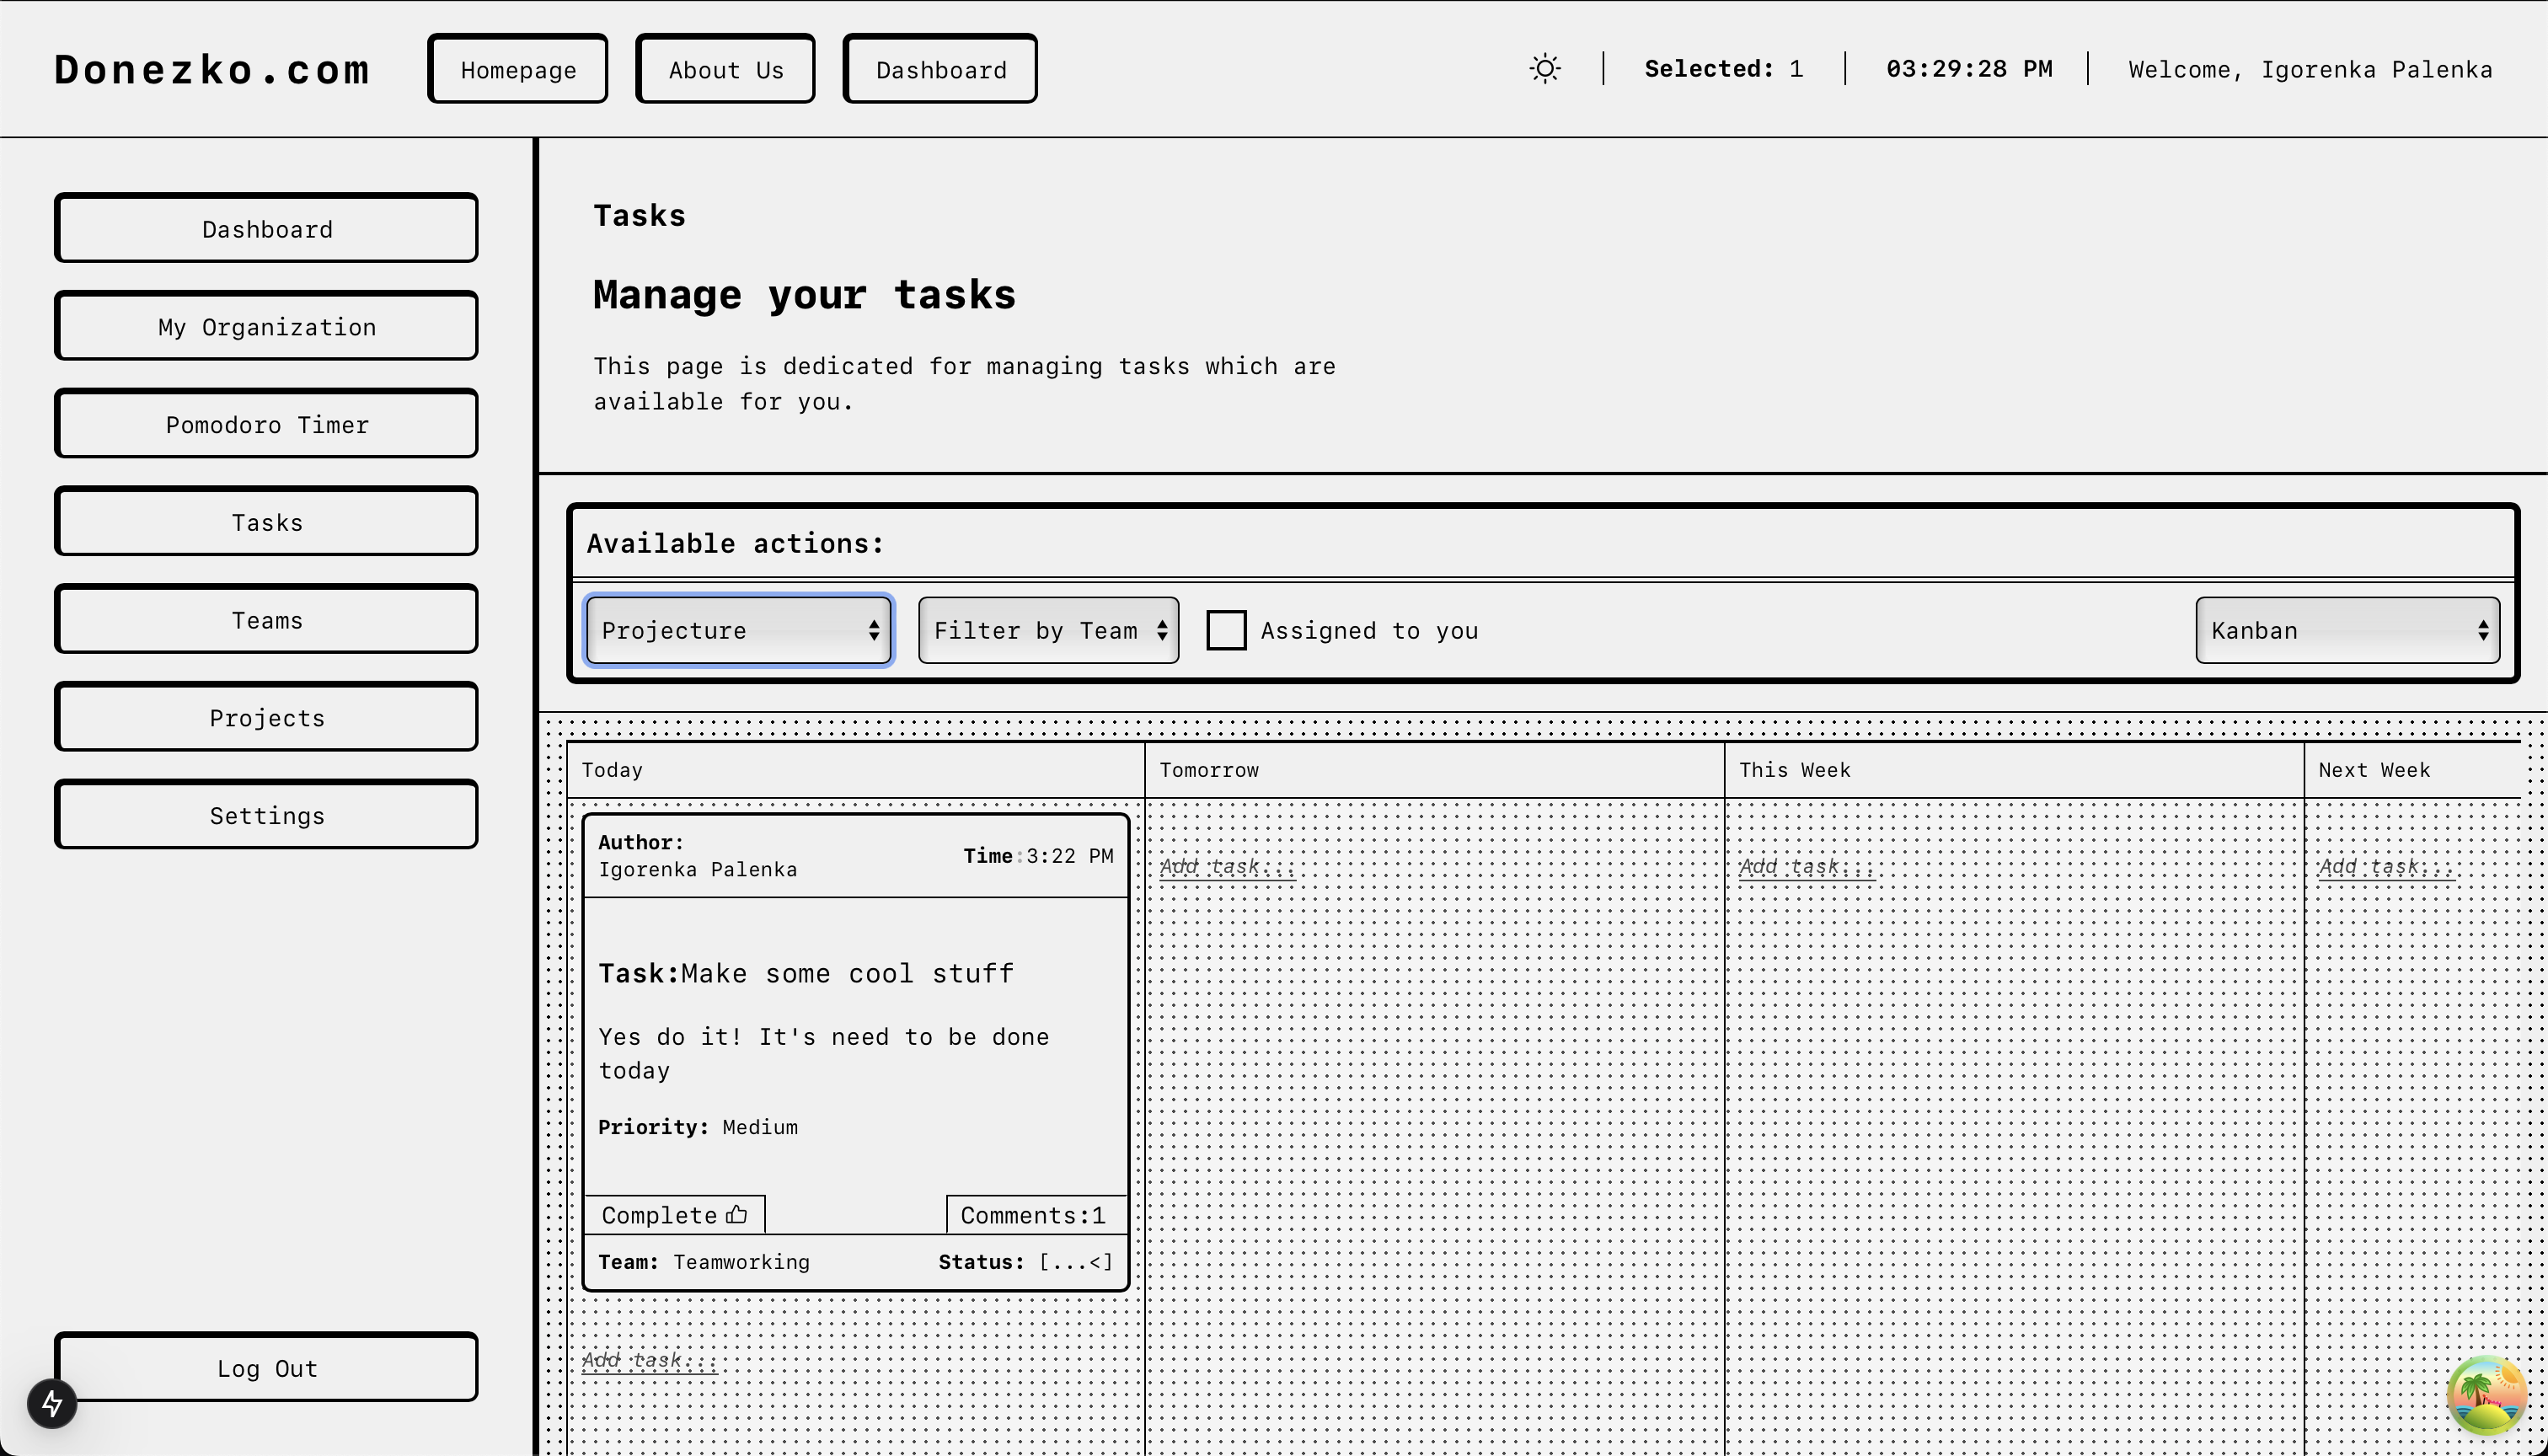 Donezko.com
Homepage
About Us
Dashboard
Selected: 1
03:29:28 PM
Welcome, Igorenka Palenka
Dashboard
My Organization
Pomodoro Timer
Tasks
Teams
Projects
Settings
Log Out
Tasks
Manage your tasks
This page is dedicated for managing tasks which are
available for you.
Available actions:
Projecture
Filter by Team
Assigned to you
Kanban
Today
Tomorrow
This Week
Next Week
Author:
Igorenka Palenka
Time:3:22 PM
Task:Make some cool stuff
Yes do it! It's need to be done
today
Priority: Medium
Complete
Comments:1
Team: Teamworking
Status: [...<]
Add task...
Add task...
Add task...
Add task...